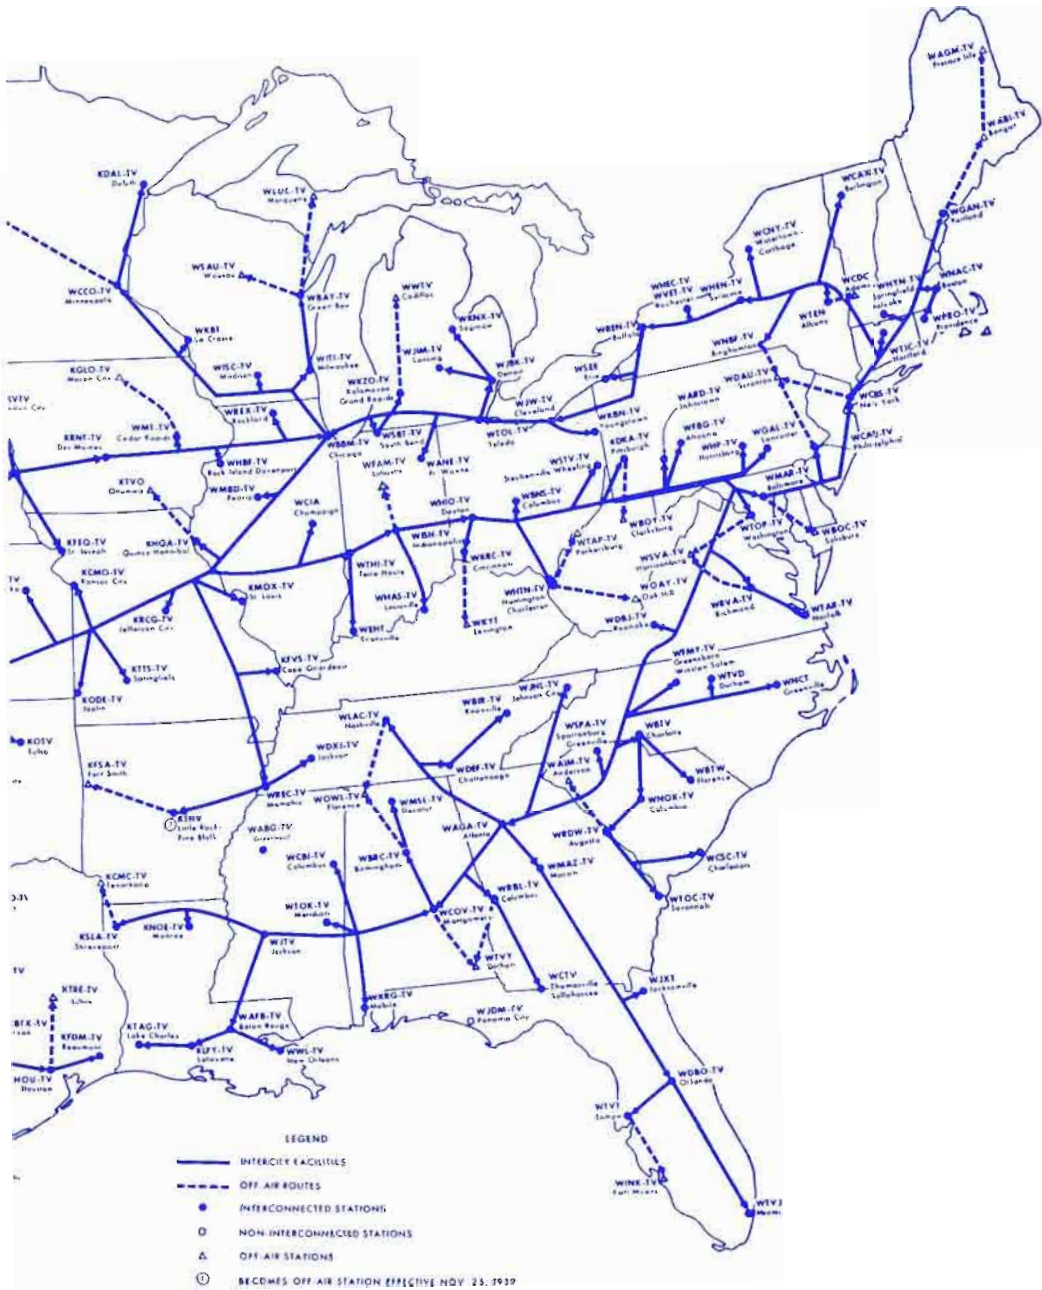 WAGM-TV
Presque Isle
WABI-TV
Bangor
KDAL-TV
Duluth
WLUC-TV
Marquette
WCAX-TV
Burlington
WGAN-TV
Portland
WCNY-TV
Watertown-
Carthage
WSAU-TV
Wausau
WCCO-TV
Minneapolis
WBAY-TV
Green Bay
WWTV
Cadillac
WHEC-TV
WVET-TV
Rochester
WHEN-TV
Syracuse
WCDC
Adams
WHYN-TV
Springfield
Holyoke
WNAC-TV
Boston
WKBT
La Crosse
WKNX-TV
Saginaw
WBEN-TV
Buffalo
WTEN
Albany
WPRO-TV
Providence
WTIC-TV
Hartford
WISC-TV
Madison
WITI-TV
Milwaukee
WJIM-TV
Lansing
WJBK-TV
Detroit
WSEE
Erie
WNBF-TV
Binghamton
KGLO-TV
Mason City
WKZO-TV
Kalamazoo
Grand Rapids
WDAU-TV
Scranton
WCBS-TV
New York
WREX-TV
Rockford
WJW-TV
Cleveland
WARD-TV
Johnstown
WMT-TV
Cedar Rapids
KRNT-TV
Des Moines
WBBM-TV
Chicago
WSBT-TV
South Bend
WTOL-TV
Toledo
WKBN-TV
Youngstown
KDKA-TV
Pittsburgh
WFBG-TV
Altoona
WHP-TV
Harrisburg
WGAL-TV
Lancaster
WCAU-TV
Philadelphia
WHBF-TV
Rock Island Davenport
WFAM-TV
Lafayette
WANE-TV
Ft Wayne
WSTV-TV
Steubenville Wheeling
WMAR-TV
Baltimore
KTVO
Ottumwa
WMBD-TV
Peoria
WCIA
Champaign
WHIO-TV
Dayton
WBNS-TV
Columbus
WBOY-TV
Clarksburg
WTOP-TV
Washington
WBOC-TV
Salisbury
KFEQ-TV
St Joseph
KHQA-TV
Quincy Hannibal
WISH-TV
Indianapolis
WTAP-TV
Parkersburg
WSVA-TV
Harrisonburg
KCMO-TV
Kansas City
WTHI-TV
Terre Haute
WKRC-TV
Cincinnati
WOAY-TV
Oak Hill
KMOX-TV
St Louis
WHAS-TV
Louisville
WHTN-TV
Huntington
Charleston
WRVA-TV
Richmond
WTAR-TV
Norfolk
KRCG-TV
Jefferson City
WEHT
Evansville
WKYT
Lexington
WDBJ-TV
Roanoke
WFMY-TV
Greensboro
Winston Salem
KTTS-TV
Springfield
KFVS-TV
Cape Girardeau
WTVD
Durham
WNCT
Greenville
KODE-TV
Joplin
WJHL-TV
Johnson City
WBIR-TV
Knoxville
WLAC-TV
Nashville
WSPA-TV
Spartanburg
Greenville
WBTV
Charlotte
KOTV
Tulsa
WDXI-TV
Jackson
WDEF-TV
Chattanooga
WAIM-TV
Anderson
WBTW
Florence
KFSA-TV
Fort Smith
WREC-TV
Memphis
WOWL-TV
Florence
WMSL-TV
Decatur
WNOK-TV
Columbia
KTHV
Little Rock-
Pine Bluff
WABG-TV
Greenwood
WAGA-TV
Atlanta
WRDW-TV
Augusta
WCBI-TV
Columbus
WBRC-TV
Birmingham
WMAZ-TV
Macon
WCSC-TV
Charleston
KCMC-TV
Texarkana
WTOK-TV
Meridian
WRBL-TV
Columbus
WTOC-TV
Savannah
KSLA-TV
Shreveport
KNOE-TV
Monroe
WCOV-TV
Montgomery
WJTV
Jackson
WTVY
Dothan
WCTV
Thomasville
Tallahassee
WJXT
Jacksonville
KTRE-TV
Lufkin
WKRG-TV
Mobile
WJDM-TV
Panama City
KTAG-TV
Lake Charles
WAFB-TV
Baton Rouge
KFDM-TV
Beaumont
KLFY-TV
Lafayette
WWL-TV
New Orleans
HOU-TV
Houston
WDBO-TV
Orlando
WTVT
Tampa
WINK-TV
Fort Myers
WTVJ
Miami
LEGEND
INTERCITY FACILITIES
OFF-AIR ROUTES
INTERCONNECTED STATIONS
NON-INTERCONNECTED STATIONS
OFF-AIR STATIONS
BECOMES OFF AIR STATION EFFECTIVE NOV. 25, 1959